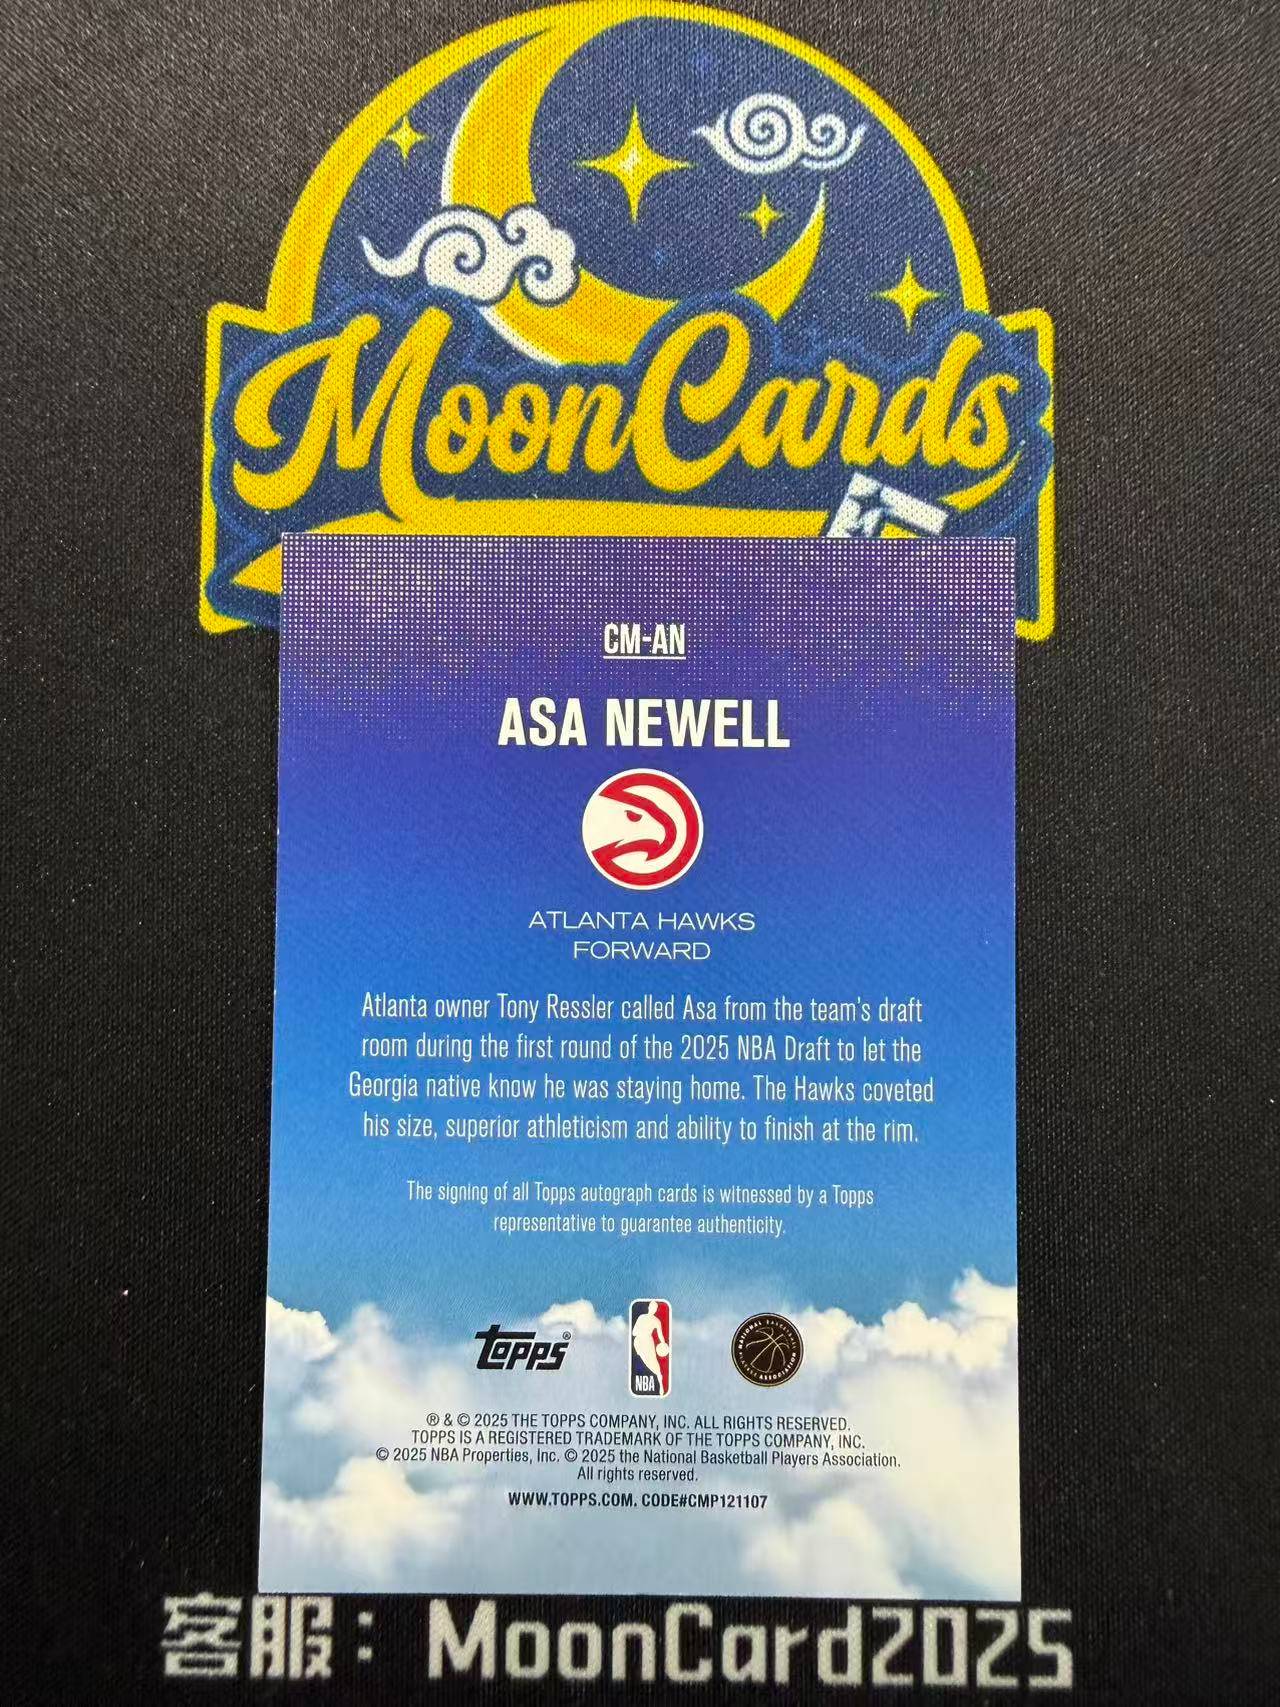 MoonCards
CM-AN
ASA NEWELL
ATLANTA HAWKS
FORWARD
Atlanta owner Tony Ressler called Asa from the team's draft
room during the first round of the 2025 NBA Draft to let the
Georgia native know he was staying home. The Hawks coveted
his size, superior athleticism and ability to finish at the rim.
The signing of all Topps autograph cards is witnessed by a Topps
representative to guarantee authenticity.
topps®
NBA
NATIONAL BASKETBALL PLAYERS ASSOCIATION
® & © 2025 THE TOPPS COMPANY, INC. ALL RIGHTS RESERVED.
TOPPS IS A REGISTERED TRADEMARK OF THE TOPPS COMPANY, INC.
© 2025 NBA Properties, Inc. © 2025 the National Basketball Players Association.
All rights reserved.
WWW.TOPPS.COM. CODE#CMP121107
客服：MoonCard2025